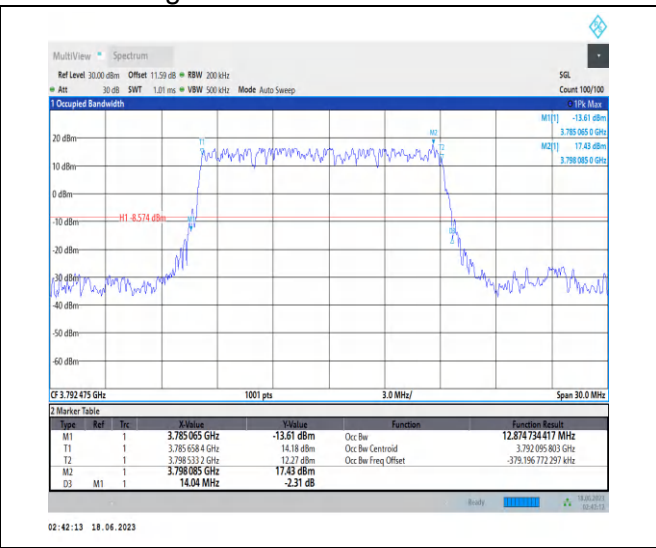 MultiView Spectrum
Ref Level 30.00 dBm Offset 11.59 dB RBW 200 kHz SGL
Att 30 dB SWT 1.01 ms VBW 500 kHz Mode Auto Sweep Count 100/100
1 Occupied Bandwidth 1Pk Max
M1[1] -13.61 dBm
3.785 065 0 GHz
M2[1] 17.43 dBm
3.798 085 0 GHz
M2
T1
T2
20 dBm
10 dBm
0 dBm
H1 -8.574 dBm
M1
-10 dBm
D3
-20 dBm
-30 dBm
-40 dBm
-50 dBm
-60 dBm
CF 3.792 475 GHz 1001 pts 3.0 MHz/ Span 30.0 MHz
2 Marker Table
Type Ref Trc X-Value Y-Value Function Function Result
M1 1 3.785 065 GHz -13.61 dBm Occ Bw 12.874 734 417 MHz
T1 1 3.785 658 4 GHz 14.18 dBm Occ Bw Centroid 3.792 095 803 GHz
T2 1 3.798 533 2 GHz 12.27 dBm Occ Bw Freq Offset -379.196 772 297 kHz
M2 1 3.798 085 GHz 17.43 dBm
D3 M1 1 14.04 MHz -2.31 dB
Ready 18.06.2023
02:42:13
02:42:13 18.06.2023